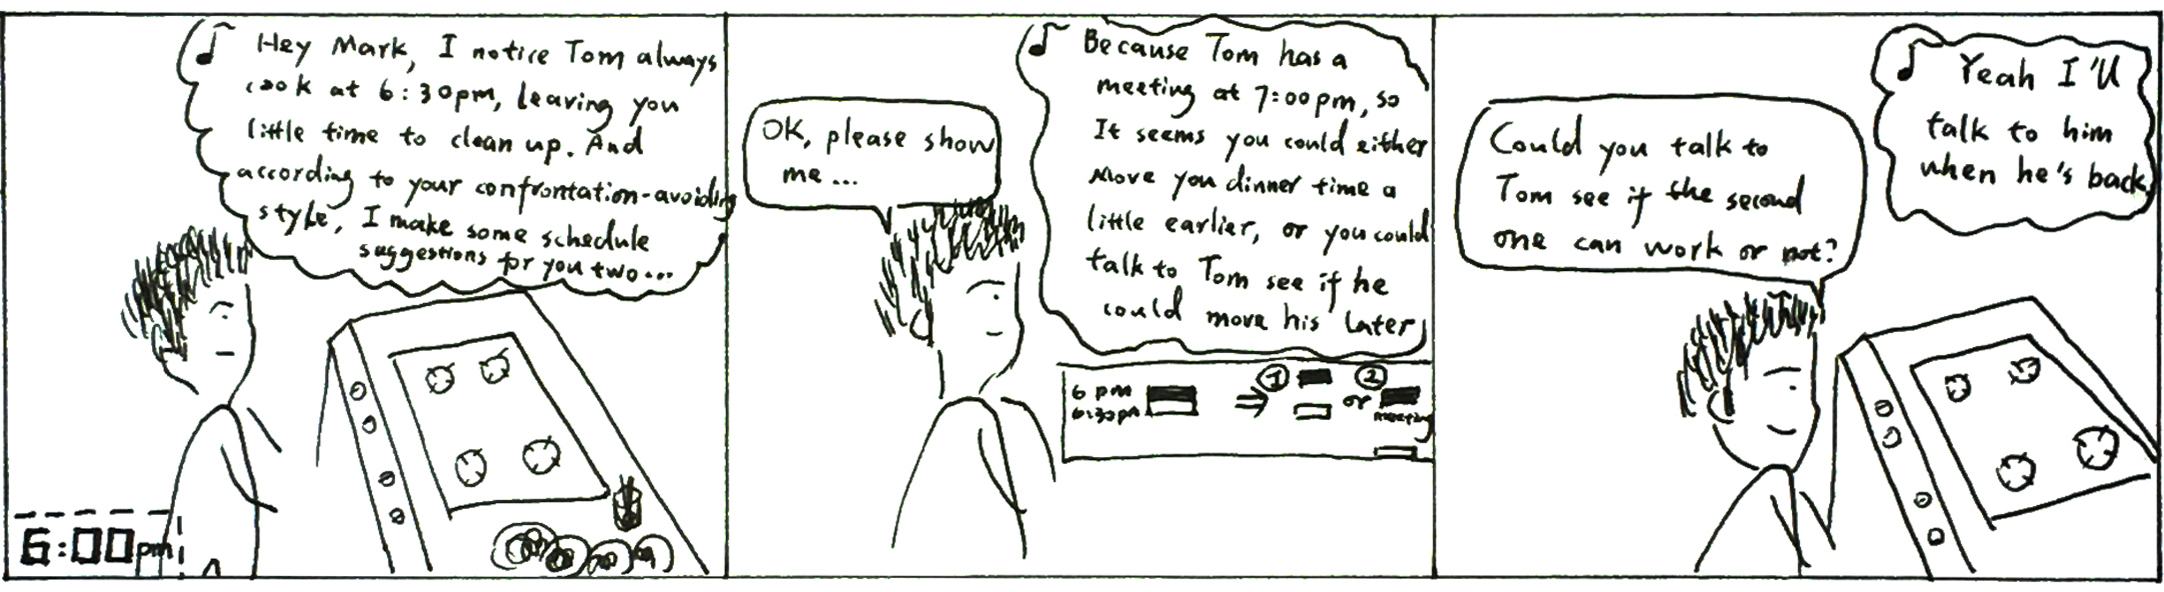 Hey Mark, I notice Tom always
cook at 6:30pm, leaving you
little time to clean up. And
according to your confrontation-avoiding
style, I make some schedule
suggestions for you two...
6:00pm
OK, please show
me...
Because Tom has a
meeting at 7:00pm, so
It seems you could either
Move you dinner time a
little earlier, or you could
talk to Tom see if he
could move his later
6 pm
6:30pm
⇒
1
or
2
meeting
Could you talk to
Tom see if the second
one can work or not?
Yeah I'll
talk to him
when he's back